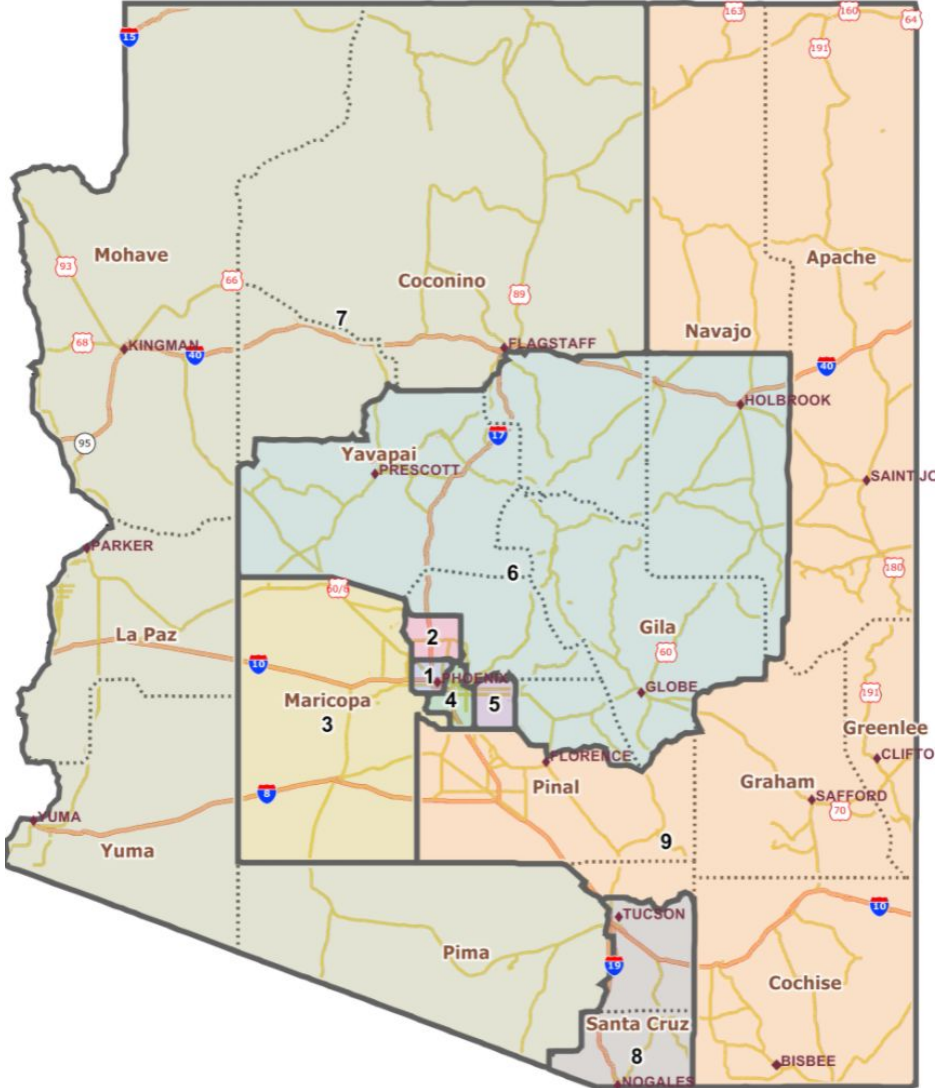 163
160
64
191
15
Apache
Mohave
93
66
Coconino
89
Navajo
7
68
KINGMAN
40
FLAGSTAFF
40
HOLBROOK
95
17
Yavapai
PRESCOTT
SAINT JO
PARKER
6
180
60/8
La Paz
2
Gila
10
60
1
PHOENIX
GLOBE
191
Maricopa
4
5
3
Greenlee
FLORENCE
CLIFTO
Pinal
Graham
8
SAFFORD
70
YUMA
Yuma
9
10
TUCSON
Pima
19
Cochise
Santa Cruz
8
BISBEE
NOGALES